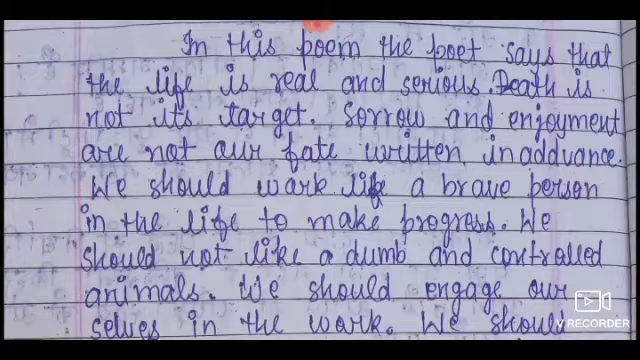 In this poem the poet says that
the life is real and serious. Death is
not its target. Sorrow and enjoyment
are not our fate written in adduance.
We should work like a brave person
in the life to make progress. We
should not like a dumb and controlled
animals. We should engage our
selves in the work. We should
V RECORDER